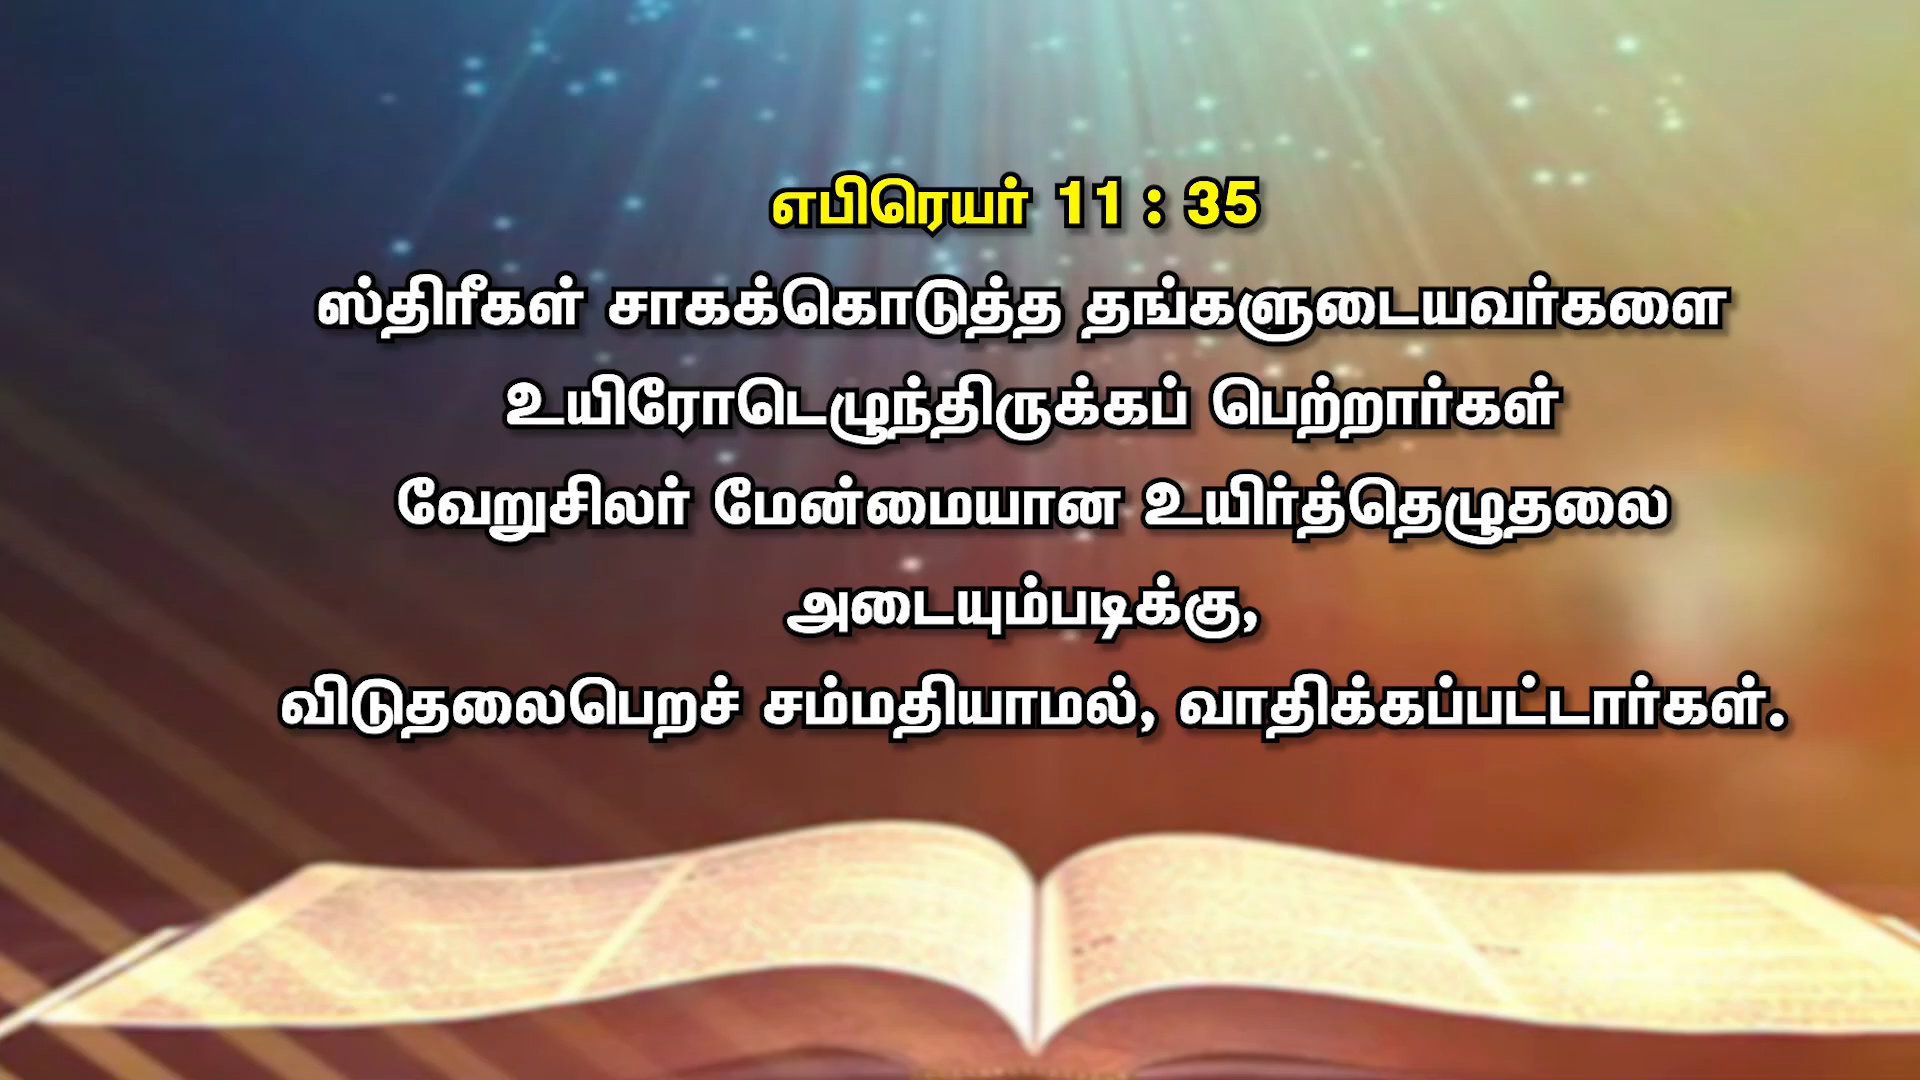 எபிரெயர் 11 : 35
ஸ்திரீகள் சாகக்கொடுத்த தங்களுடையவர்களை
உயிரோடெழுந்திருக்கப் பெற்றார்கள்
வேறுசிலர் மேன்மையான உயிர்த்தெழுதலை
அடையும்படிக்கு,
விடுதலைபெறச் சம்மதியாமல், வாதிக்கப்பட்டார்கள்.